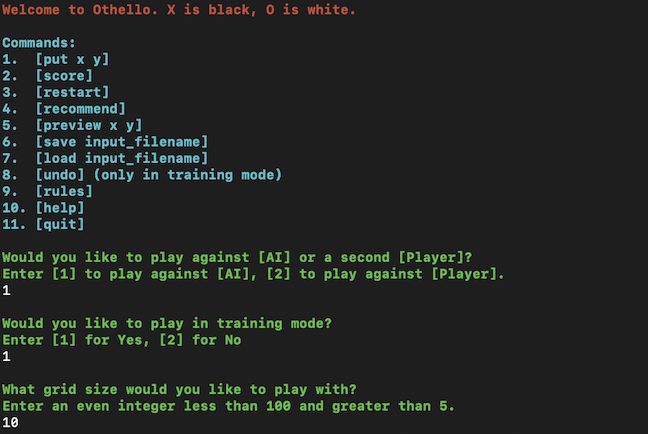 Welcome to Othello. X is black, O is white.
Commands:
1.  [put x y]
2.  [score]
3.  [restart]
4.  [recommend]
5.  [preview x y]
6.  [save input_filename]
7.  [load input_filename]
8.  [undo] (only in training mode)
9.  [rules]
10. [help]
11. [quit]
Would you like to play against [AI] or a second [Player]?
Enter [1] to play against [AI], [2] to play against [Player].
1
Would you like to play in training mode?
Enter [1] for Yes, [2] for No
1
What grid size would you like to play with?
Enter an even integer less than 100 and greater than 5.
10